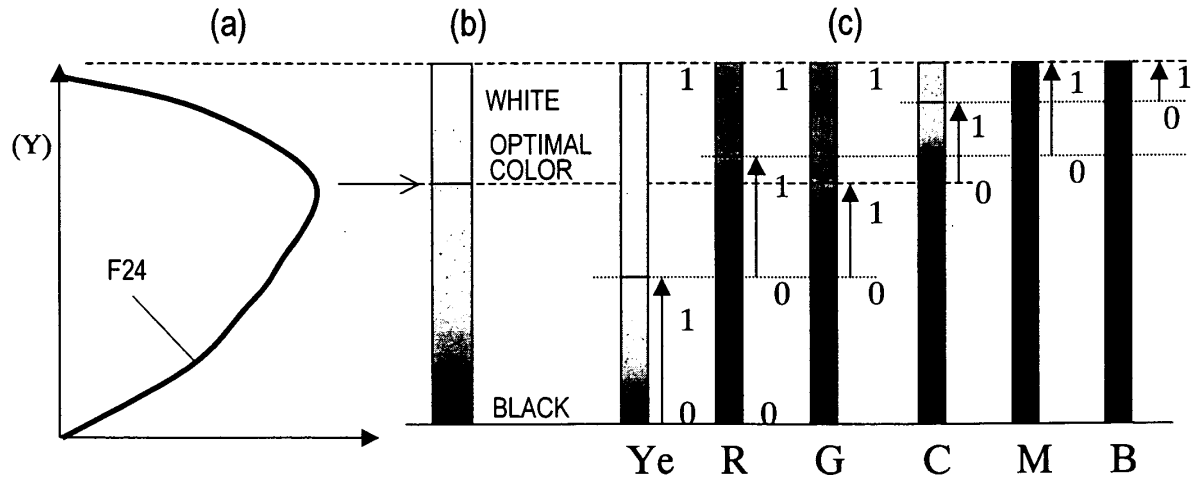 (a) (b) (c)
1 1 1 1 1
WHITE
0
(Y)
OPTIMAL
COLOR
1
0
1 1
0
F24
0 0
1
BLACK
0 0
Ye R G C M B